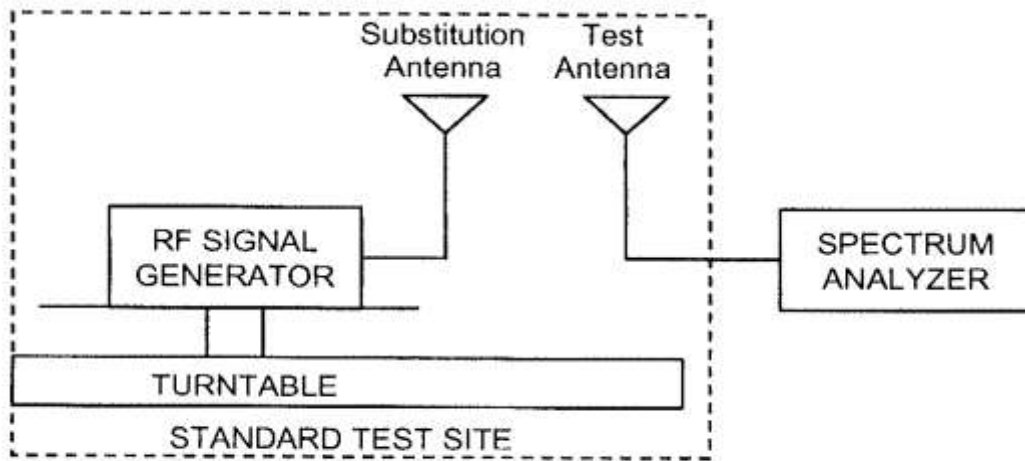 Substitution
Antenna
Test
Antenna
RF SIGNAL
GENERATOR
SPECTRUM
ANALYZER
TURNTABLE
STANDARD TEST SITE